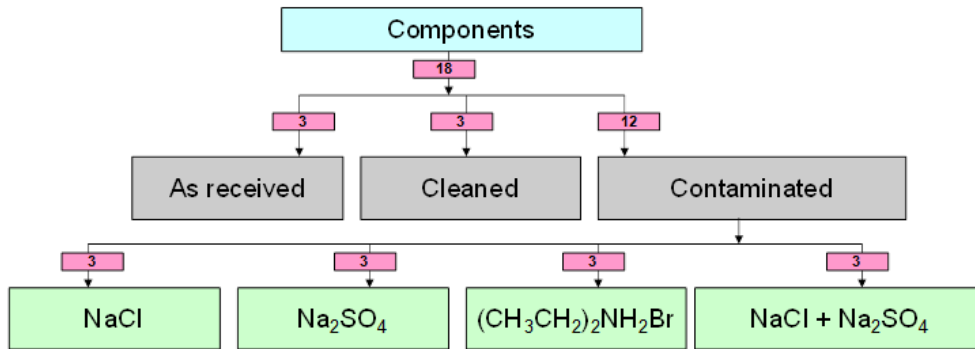 Components
18
3 3 12
As received Cleaned Contaminated
3 3 3 3
NaCl Na₂SO₄ (CH₃CH₂)₂NH₂Br NaCl + Na₂SO₄